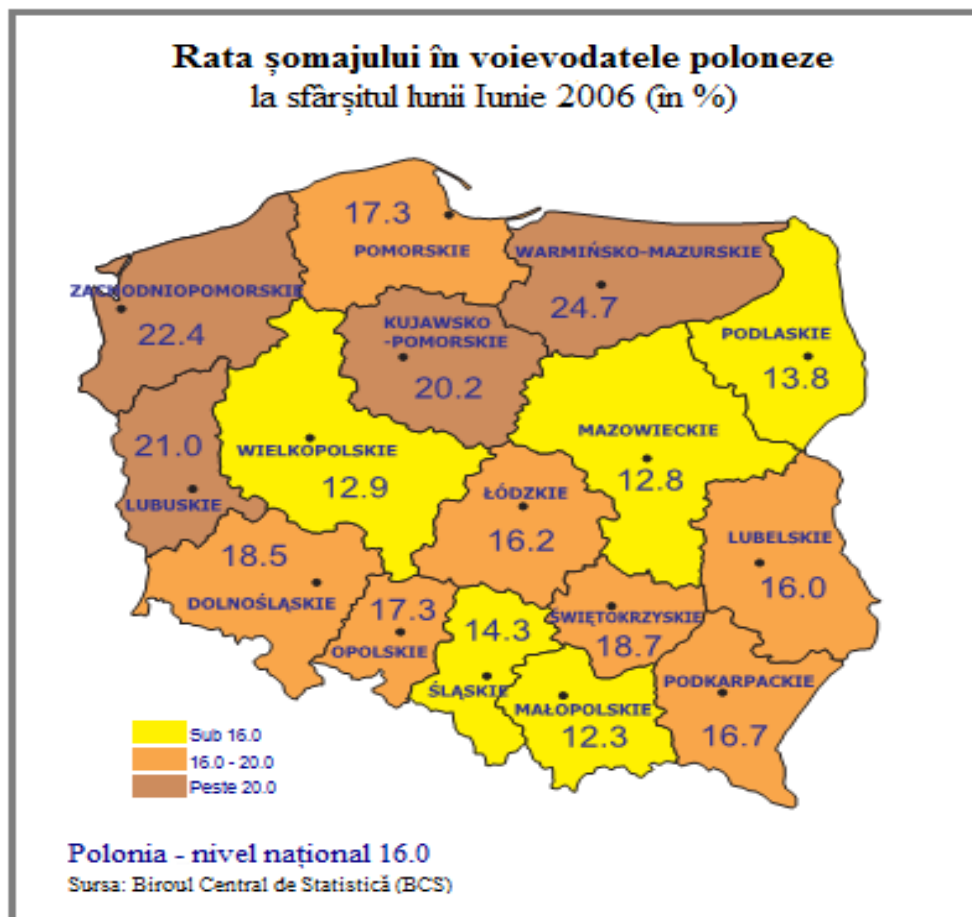 Rata șomajului în voievodatele poloneze
la sfârșitul lunii Iunie 2006 (în %)
17.3
POMORSKIE
WARMIŃSKO-MAZURSKIE
24.7
ZACHODNIOPOMORSKIE
22.4
KUJAWSKO
-POMORSKIE
20.2
PODLASKIE
13.8
21.0
LUBUSKIE
WIELKOPOLSKIE
12.9
MAZOWIECKIE
12.8
ŁÓDZKIE
16.2
LUBELSKIE
16.0
18.5
DOLNOŚLĄSKIE
17.3
OPOLSKIE
14.3
ŚLĄSKIE
ŚWIĘTOKRZYSKIE
18.7
MAŁOPOLSKIE
12.3
PODKARPACKIE
16.7
Sub 16.0
16.0 - 20.0
Peste 20.0
Polonia - nivel național 16.0
Sursa: Biroul Central de Statistică (BCS)